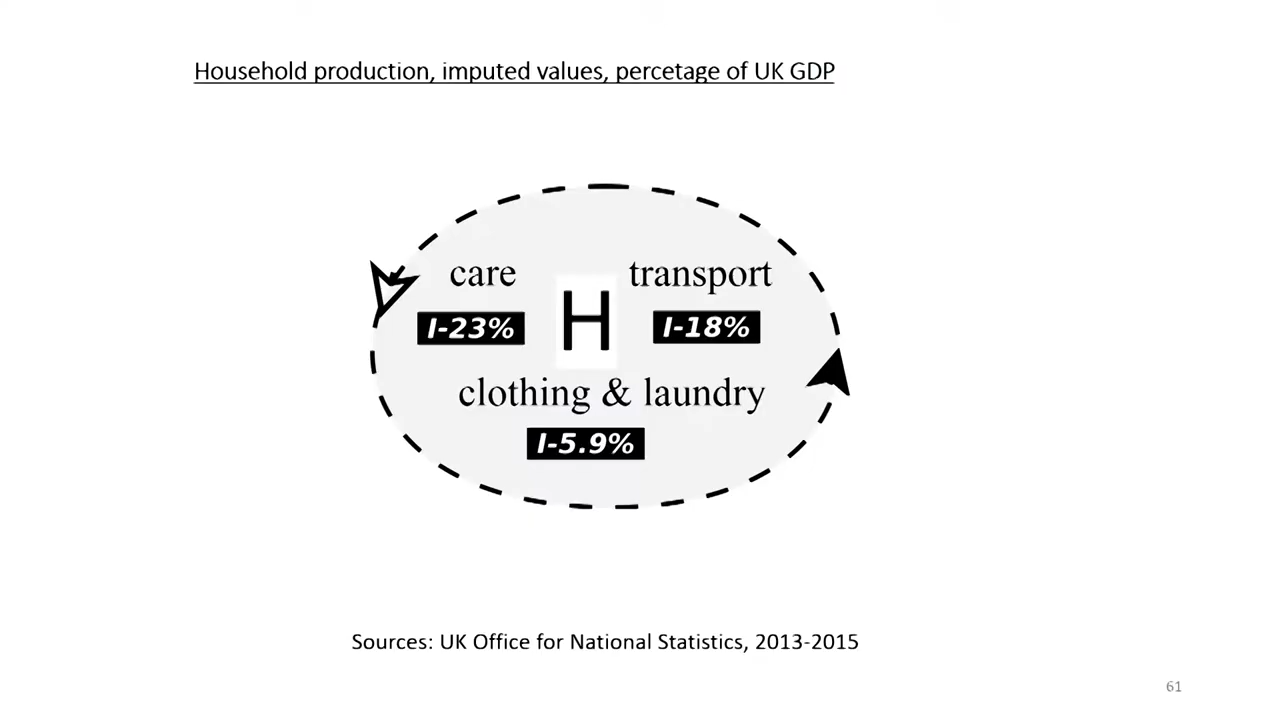 Household production, imputed values, percetage of UK GDP
care
transport
I-23%
H
I-18%
clothing & laundry
I-5.9%
Sources: UK Office for National Statistics, 2013-2015
61